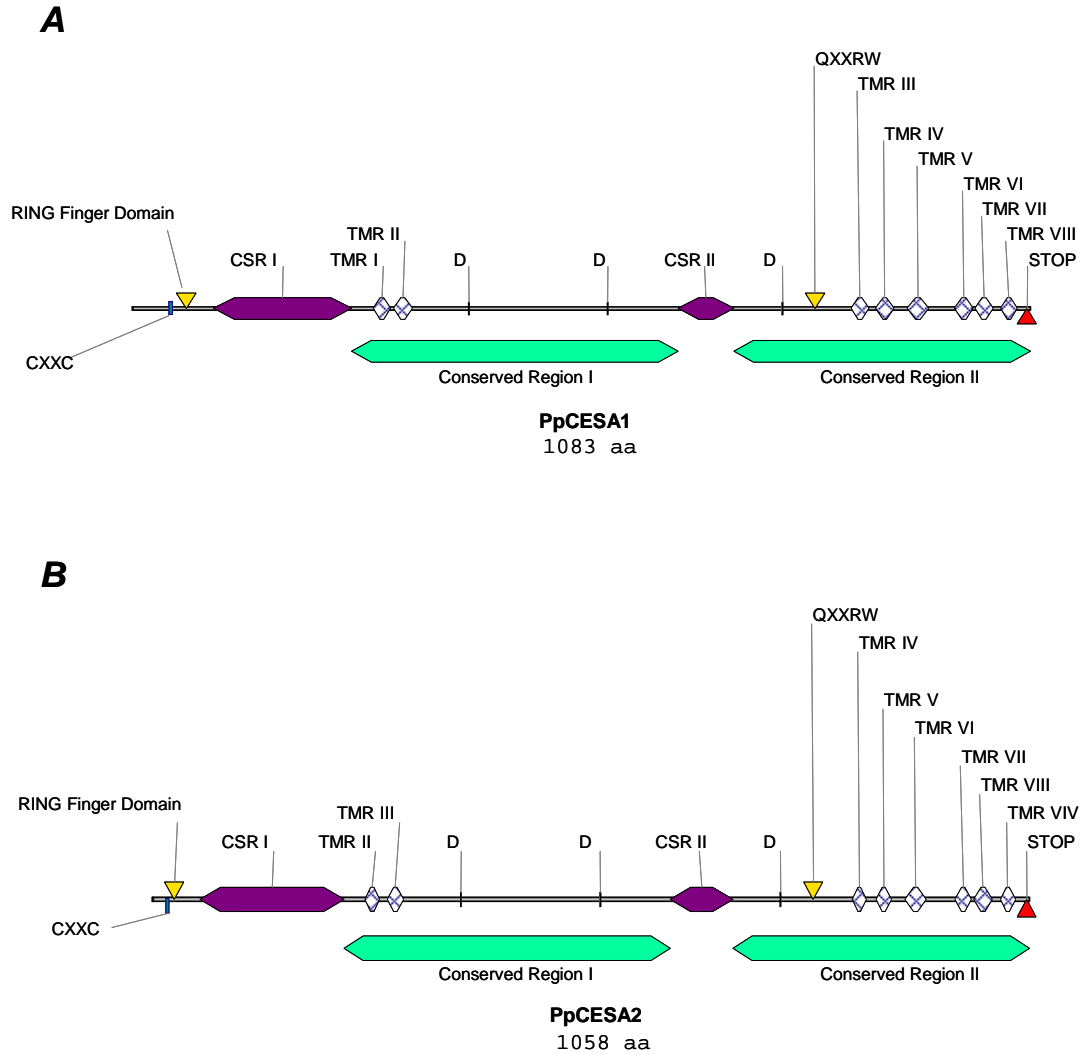 A
QXXRW
TMR III
TMR IV
TMR V
TMR VI
TMR VII
RING Finger Domain
TMR II
TMR VIII
CSR I
TMR I
D
D
CSR II
D
STOP
CXXC
Conserved Region I
Conserved Region II
PpCESA1
1083 aa
B
QXXRW
TMR IV
TMR V
TMR VI
TMR VII
TMR VIII
RING Finger Domain
TMR III
TMR VIV
CSR I
TMR II
D
D
CSR II
D
STOP
CXXC
Conserved Region I
Conserved Region II
PpCESA2
1058 aa